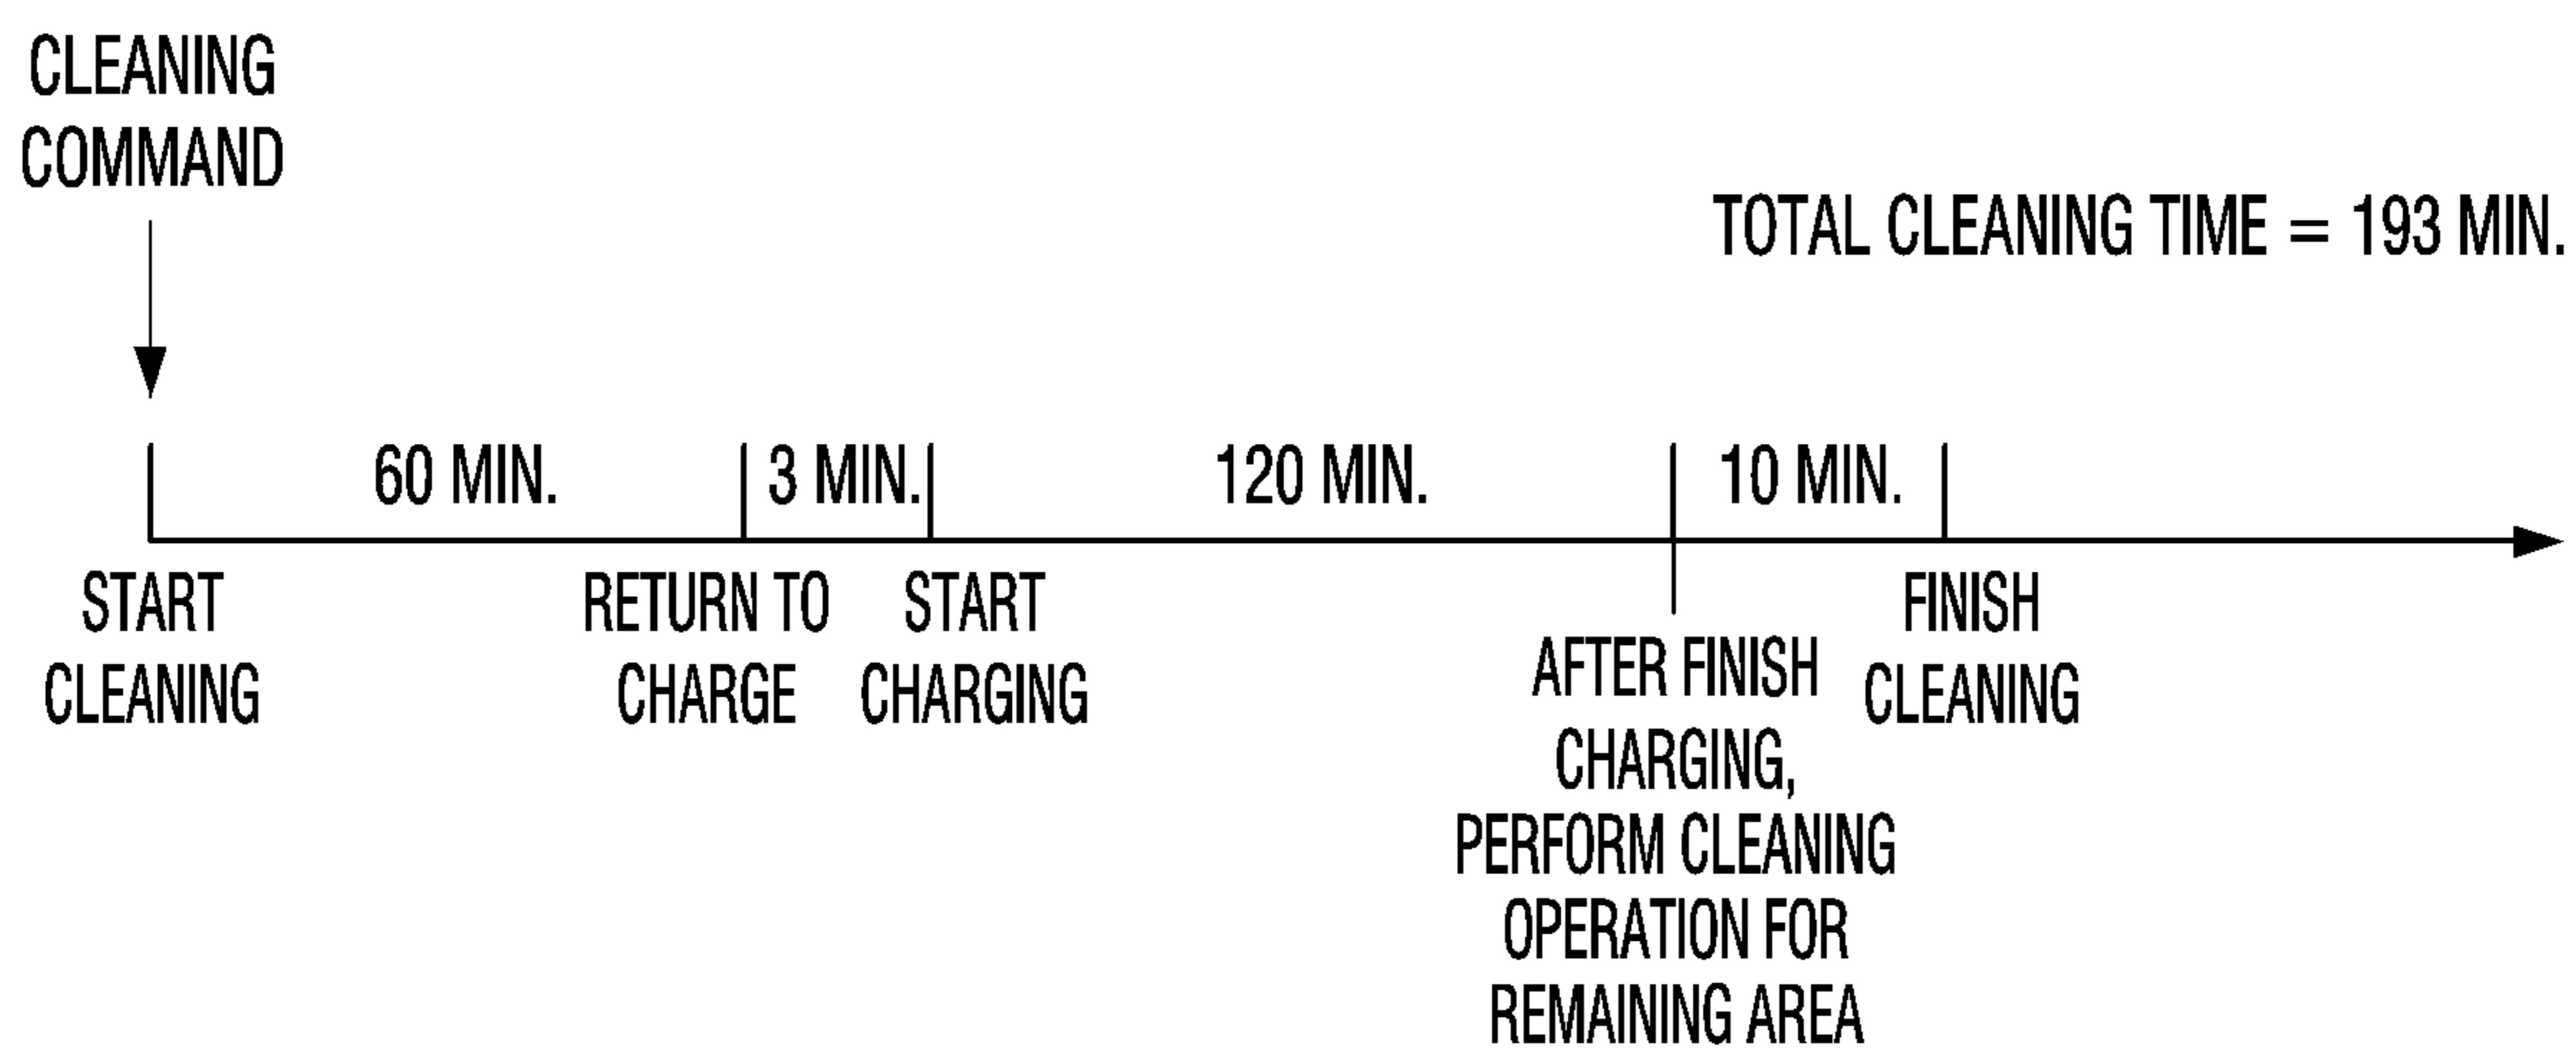 CLEANING
COMMAND
TOTAL CLEANING TIME = 193 MIN.
60 MIN.
3 MIN.
120 MIN.
10 MIN.
START
CLEANING
RETURN TO
CHARGE
START
CHARGING
AFTER FINISH
CHARGING,
PERFORM CLEANING
OPERATION FOR
REMAINING AREA
FINISH
CLEANING